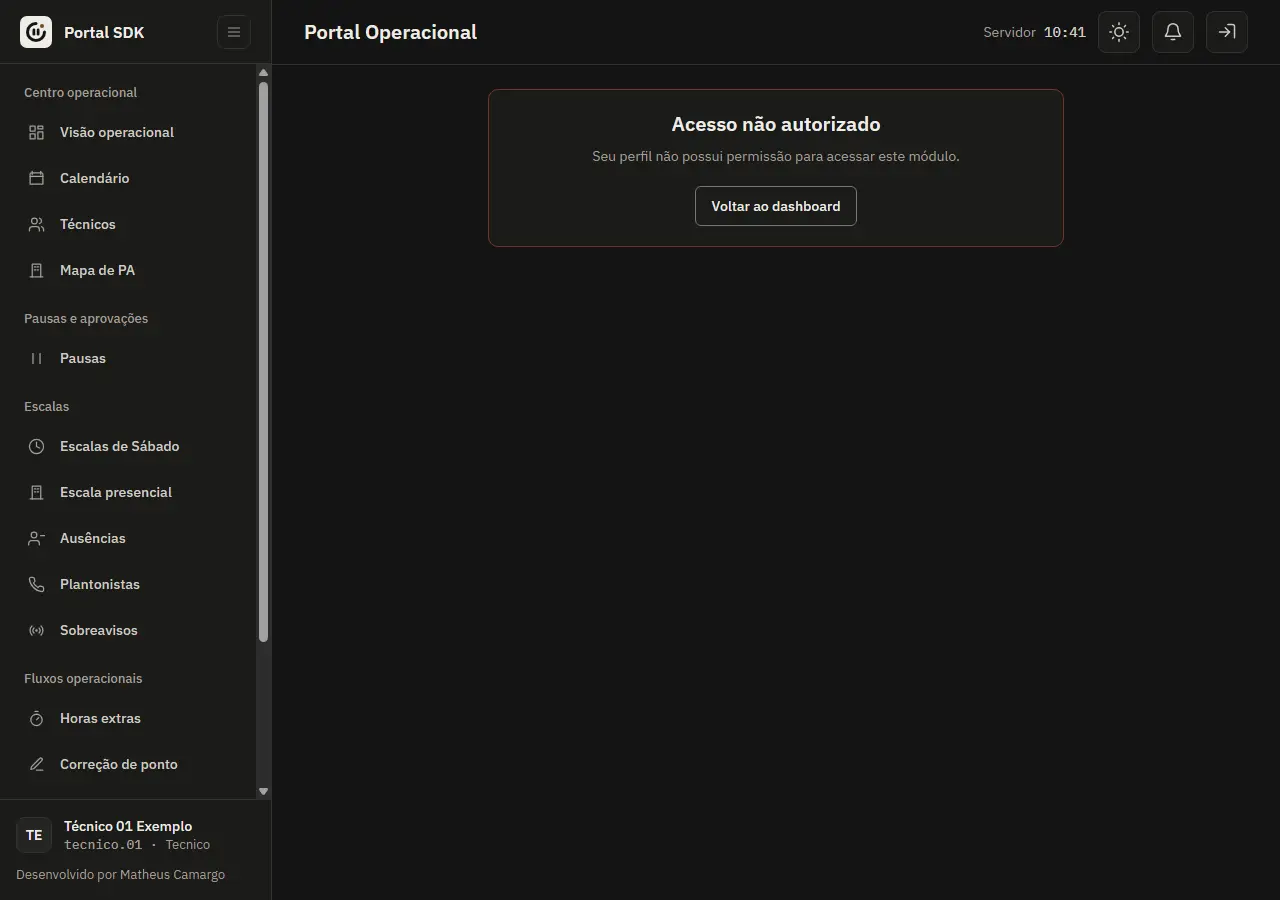 Portal SDK
Portal Operacional
Servidor 10:41
Centro operacional
Visão operacional
Calendário
Técnicos
Mapa de PA
Pausas e aprovações
Pausas
Escalas
Escalas de Sábado
Escala presencial
Ausências
Plantonistas
Sobreavisos
Fluxos operacionais
Horas extras
Correção de ponto
TE
Técnico 01 Exemplo
tecnico.01 · Tecnico
Desenvolvido por Matheus Camargo
Acesso não autorizado
Seu perfil não possui permissão para acessar este módulo.
Voltar ao dashboard